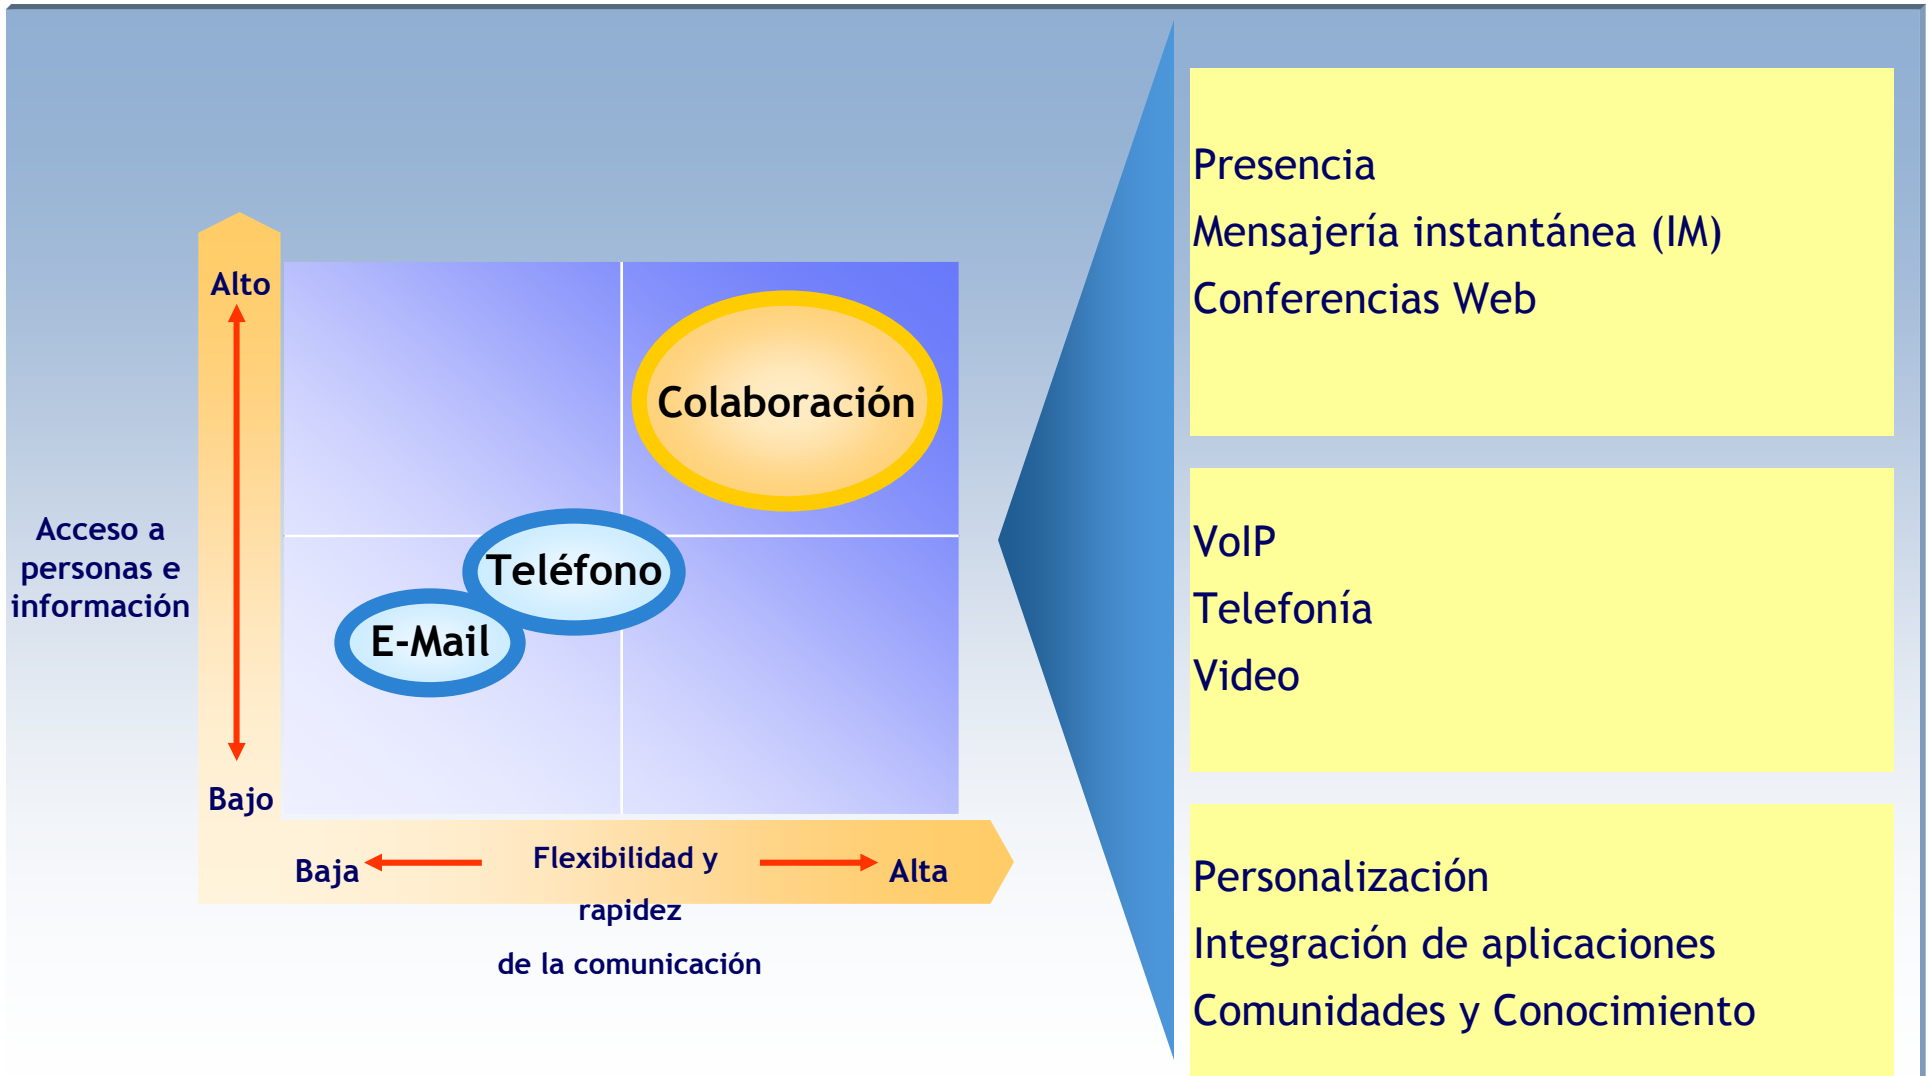 Alto
Colaboración
Acceso a
personas e
información
Teléfono
E-Mail
Bajo
Baja
Flexibilidad y
rapidez
de la comunicación
Alta
Presencia
Mensajería instantánea (IM)
Conferencias Web
VoIP
Telefonía
Video
Personalización
Integración de aplicaciones
Comunidades y Conocimiento